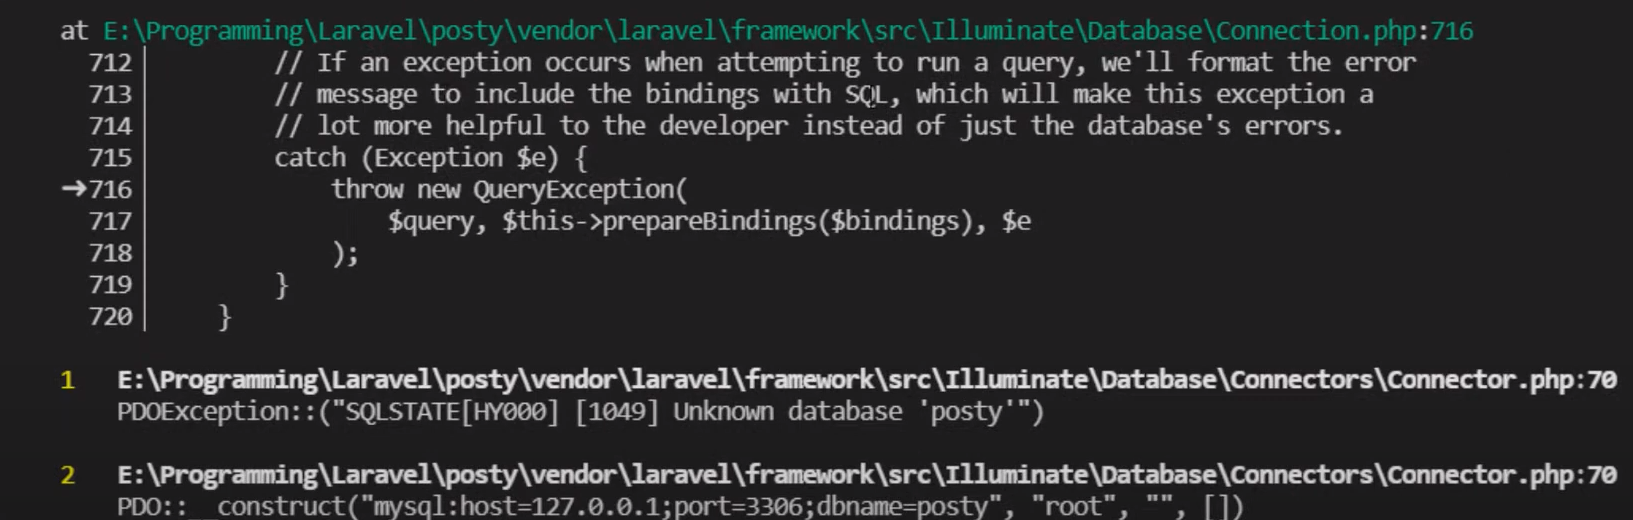 at E:\Programming\Laravel\posty\vendor\laravel\framework\src\Illuminate\Database\Connection.php:716
712 // If an exception occurs when attempting to run a query, we'll format the error
713 // message to include the bindings with SQL, which will make this exception a
714 // lot more helpful to the developer instead of just the database's errors.
715 catch (Exception $e) {
➜716 throw new QueryException(
717 $query, $this->prepareBindings($bindings), $e
718 );
719 }
720 }
1 E:\Programming\Laravel\posty\vendor\laravel\framework\src\Illuminate\Database\Connectors\Connector.php:70
PDOException::("SQLSTATE[HY000] [1049] Unknown database 'posty'")
2 E:\Programming\Laravel\posty\vendor\laravel\framework\src\Illuminate\Database\Connectors\Connector.php:70
PDO::__construct("mysql:host=127.0.0.1;port=3306;dbname=posty", "root", "", [])